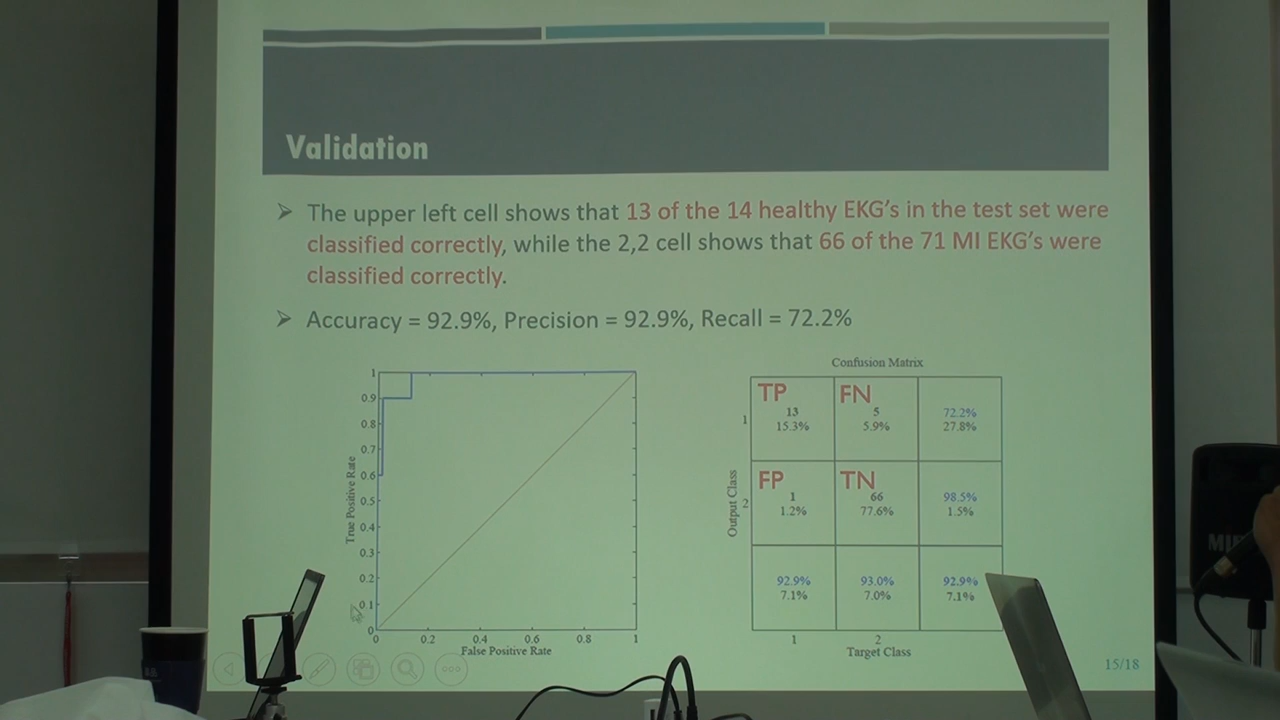 Validation
The upper left cell shows that 13 of the 14 healthy EKG's in the test set were
classified correctly, while the 2,2 cell shows that 66 of the 71 MI EKG's were
classified correctly.
Accuracy = 92.9%, Precision = 92.9%, Recall = 72.2%
1
0.9
0.8
0.7
0.6
0.5
0.4
0.3
0.2
0.1
0
True Positive Rate
0 0.2 0.4 0.6 0.8 1
False Positive Rate
Confusion Matrix
TP FN
13 5 72.2%
15.3% 5.9% 27.8%
1
FP TN
1 66 98.5%
1.2% 77.6% 1.5%
2
Output Class
92.9% 93.0% 92.9%
7.1% 7.0% 7.1%
1 2
Target Class
15/18